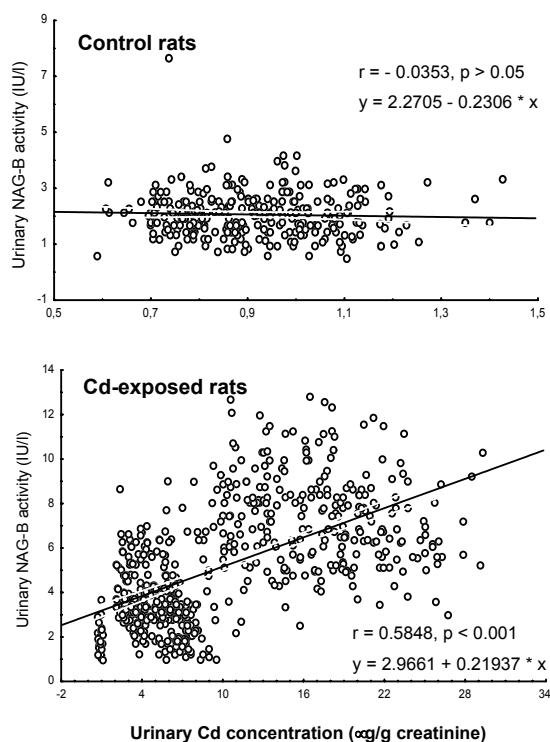 Control rats
r = - 0.0353, p > 0.05
y = 2.2705 - 0.2306 * x
Urinary NAG-B activity (IU/l)
9
7
5
3
1
-1
0,5 0,7 0,9 1,1 1,3 1,5
Cd-exposed rats
Urinary NAG-B activity (IU/l)
14
12
10
8
6
4
2
0
r = 0.5848, p < 0.001
y = 2.9661 + 0.21937 * x
-2 4 10 16 22 28 34
Urinary Cd concentration (∝g/g creatinine)